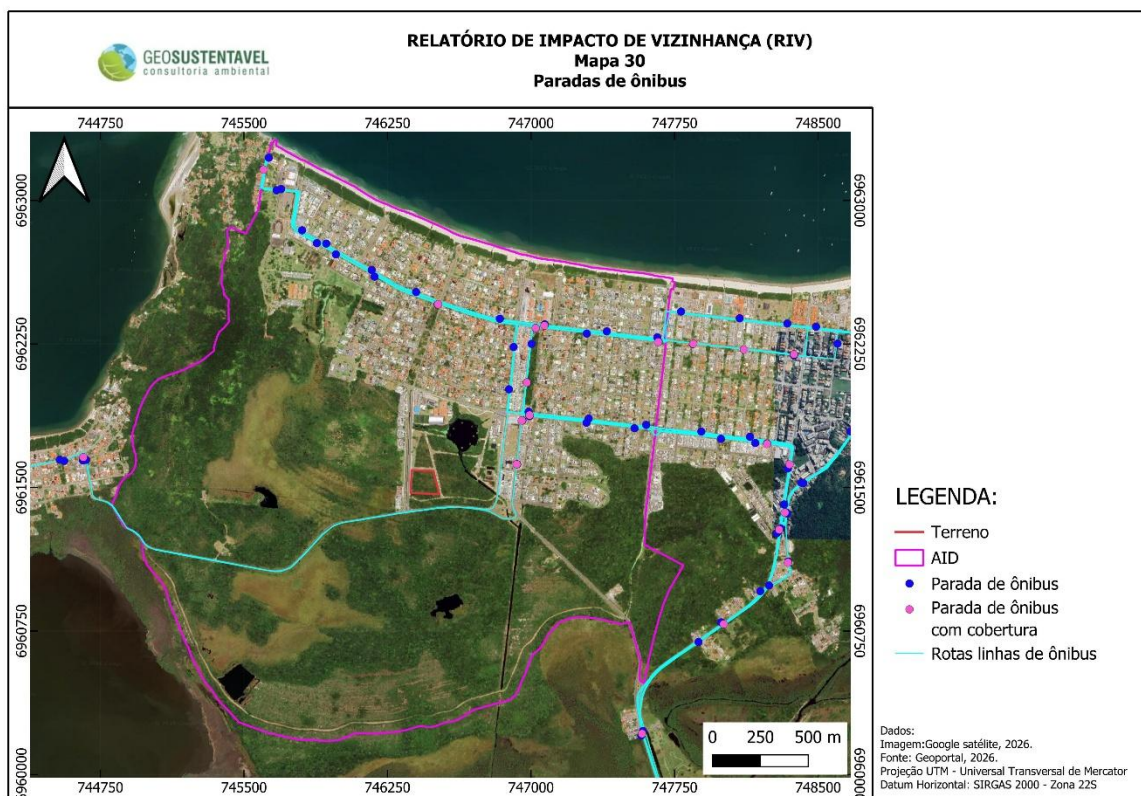 GEOSUSTENTAVEL
consultoria ambiental
RELATÓRIO DE IMPACTO DE VIZINHANÇA (RIV)
Mapa 30
Paradas de ônibus
744750 745500 746250 747000 747750 748500
6963000 6963000
6962250 6962250
6961500 6961500
6960750 6960750
6960000 6960000
744750 745500 746250 747000 747750 748500
0 250 500 m
LEGENDA:
Terreno
AID
Parada de ônibus
Parada de ônibus
com cobertura
Rotas linhas de ônibus
Dados:
Imagem:Google satélite, 2026.
Fonte: Geoportal, 2026.
Projeção UTM - Universal Transversal de Mercator
Datum Horizontal: SIRGAS 2000 - Zona 22S